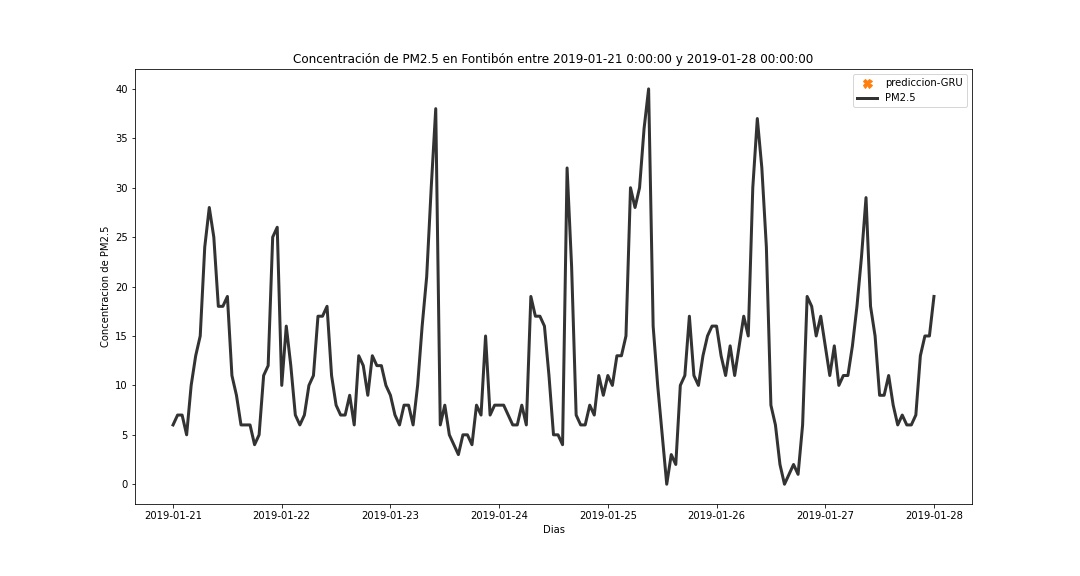 Concentración de PM2.5 en Fontibón entre 2019-01-21 0:00:00 y 2019-01-28 00:00:00
prediccion-GRU
PM2.5
Concentracion de PM2.5
40
35
30
25
20
15
10
5
0
2019-01-21 2019-01-22 2019-01-23 2019-01-24 2019-01-25 2019-01-26 2019-01-27 2019-01-28
Dias